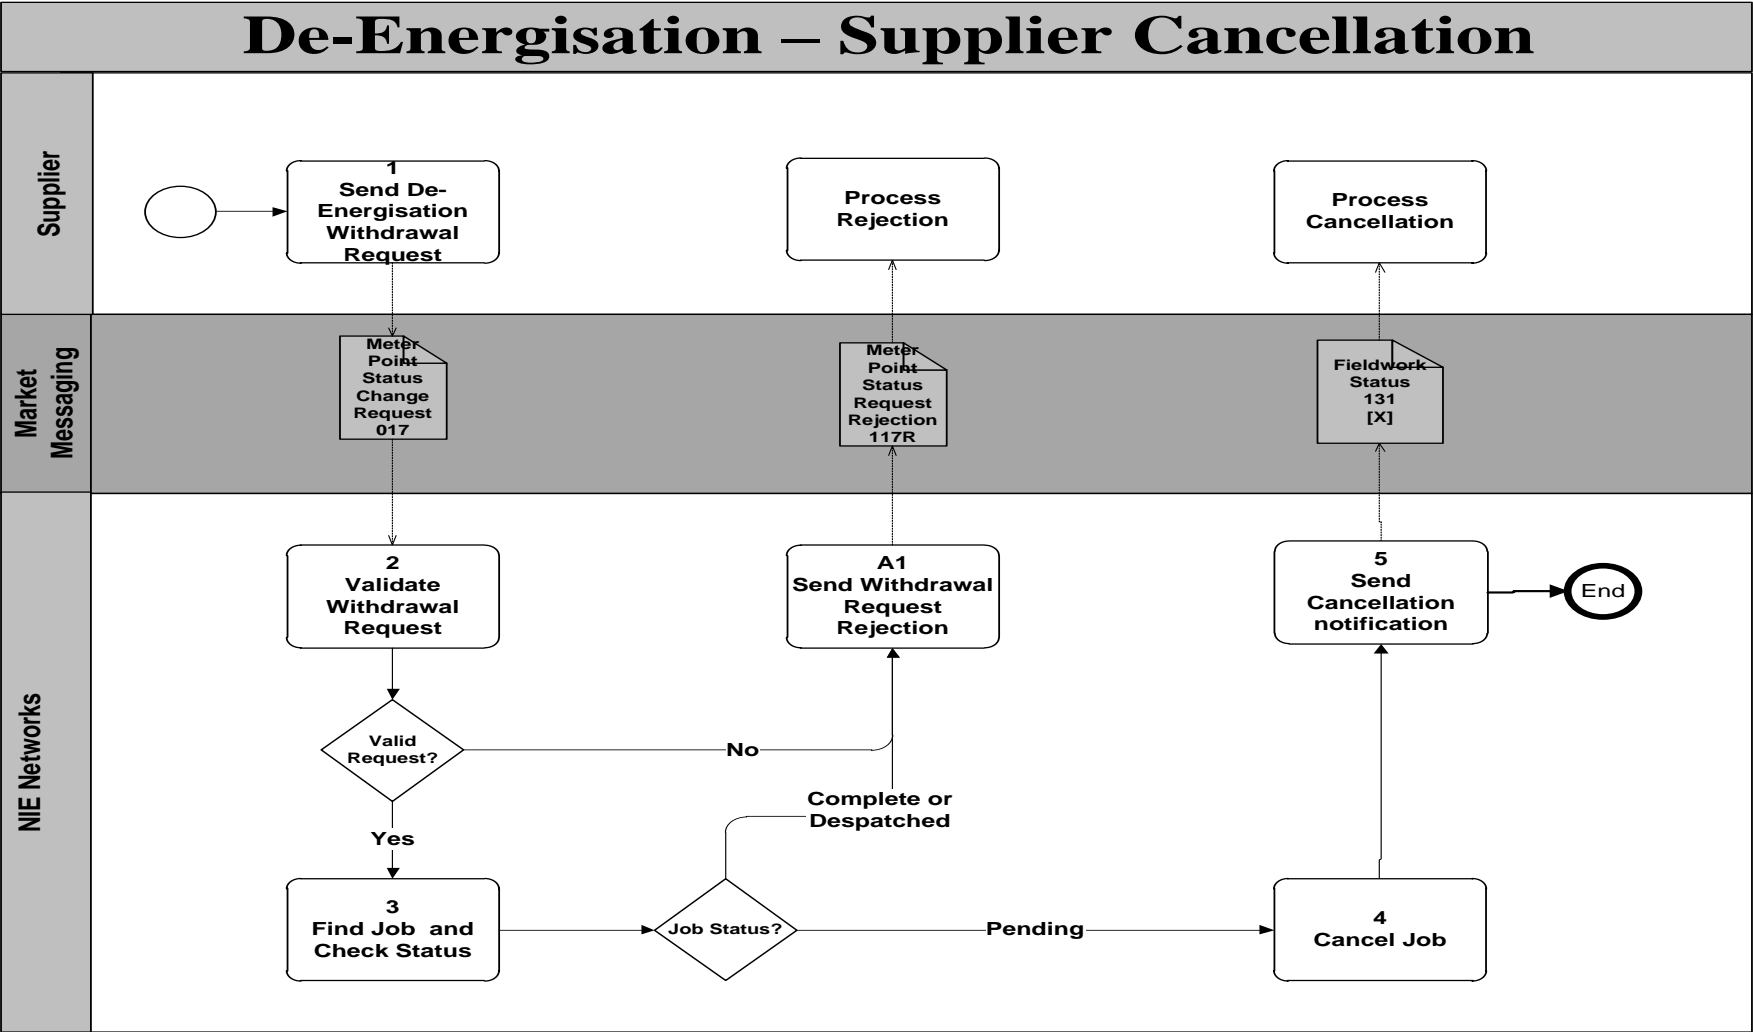 De-Energisation – Supplier Cancellation
Supplier
1
Send De-
Energisation
Withdrawal
Request
Process
Rejection
Process
Cancellation
Market
Messaging
Meter
Point
Status
Change
Request
017
Meter
Point
Status
Request
Rejection
117R
Fieldwork
Status
131
[X]
NIE Networks
2
Validate
Withdrawal
Request
A1
Send Withdrawal
Request
Rejection
5
Send
Cancellation
notification
End
Valid
Request?
No
Complete or
Despatched
Yes
3
Find Job and
Check Status
Job Status?
Pending
4
Cancel Job